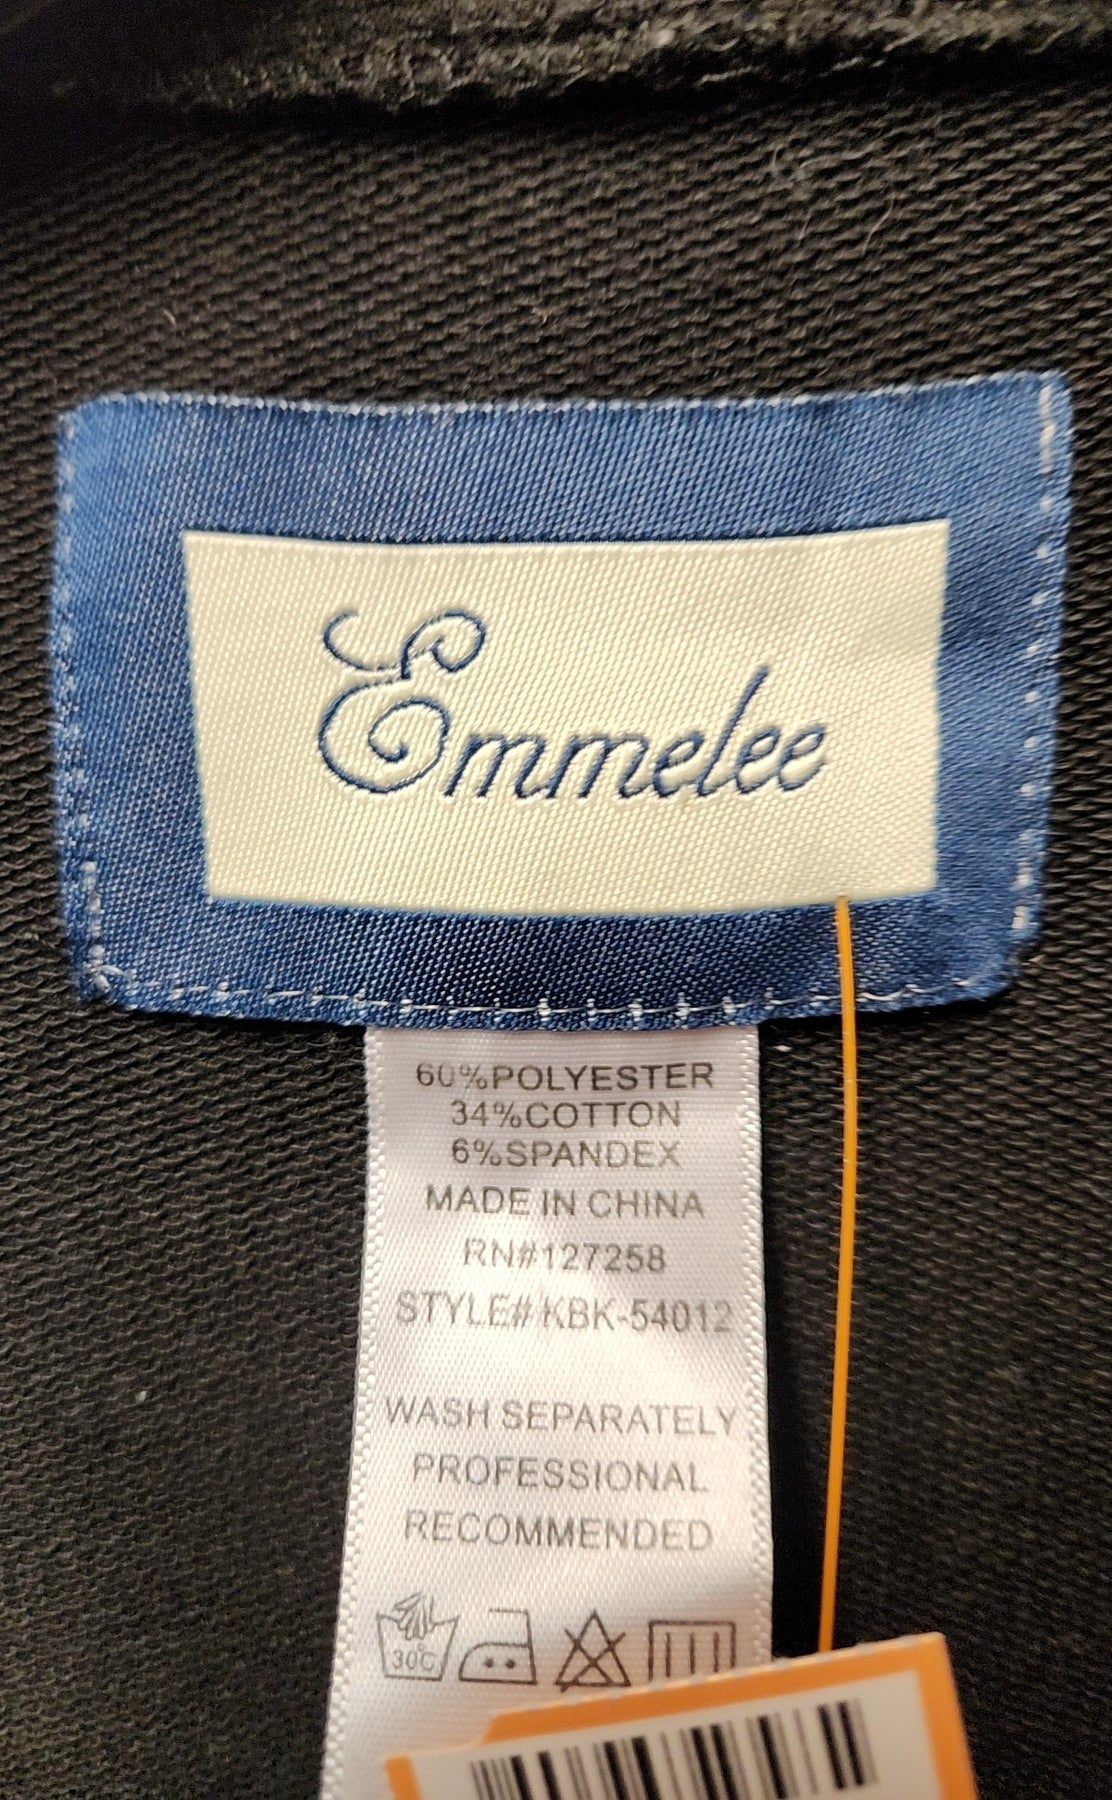 Emmelee
60%POLYESTER
34%COTTON
6%SPANDEX
MADE IN CHINA
RN#127258
STYLE# KBK-54012
WASH SEPARATELY
PROFESSIONAL
RECOMMENDED
30°C